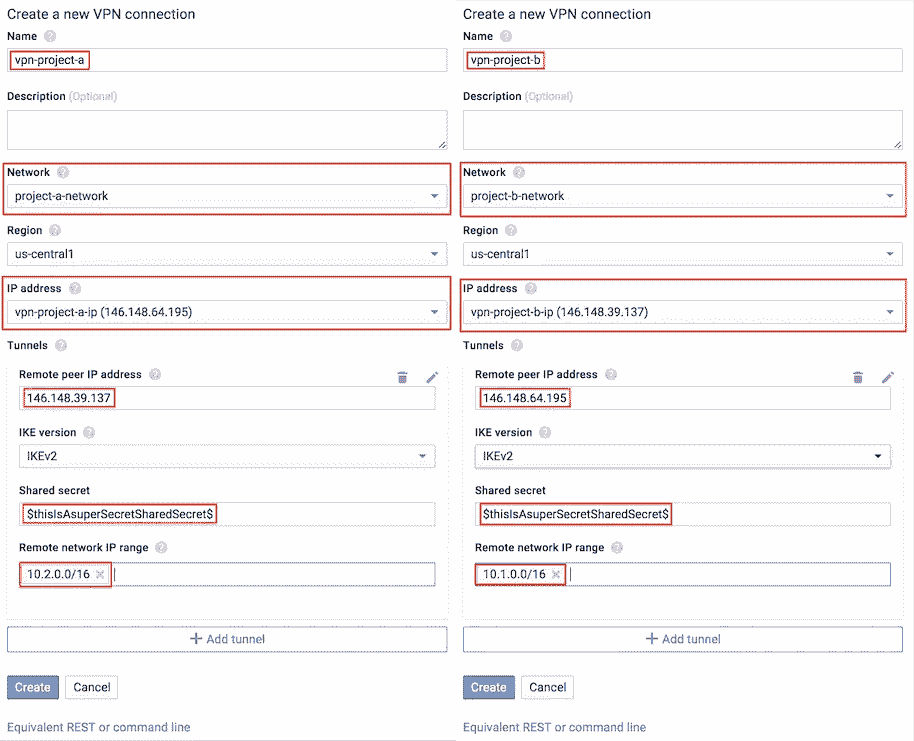 Create a new VPN connection
Name
vpn-project-a
Description (Optional)
Network
project-a-network
Region
us-central1
IP address
vpn-project-a-ip (146.148.64.195)
Tunnels
Remote peer IP address
146.148.39.137
IKE version
IKEv2
Shared secret
$thisIsAsuperSecretSharedSecret$
Remote network IP range
10.2.0.0/16
Add tunnel
Create Cancel
Equivalent REST or command line
Create a new VPN connection
Name
vpn-project-b
Description (Optional)
Network
project-b-network
Region
us-central1
IP address
vpn-project-b-ip (146.148.39.137)
Tunnels
Remote peer IP address
146.148.64.195
IKE version
IKEv2
Shared secret
$thisIsAsuperSecretSharedSecret$
Remote network IP range
10.1.0.0/16
Add tunnel
Create Cancel
Equivalent REST or command line